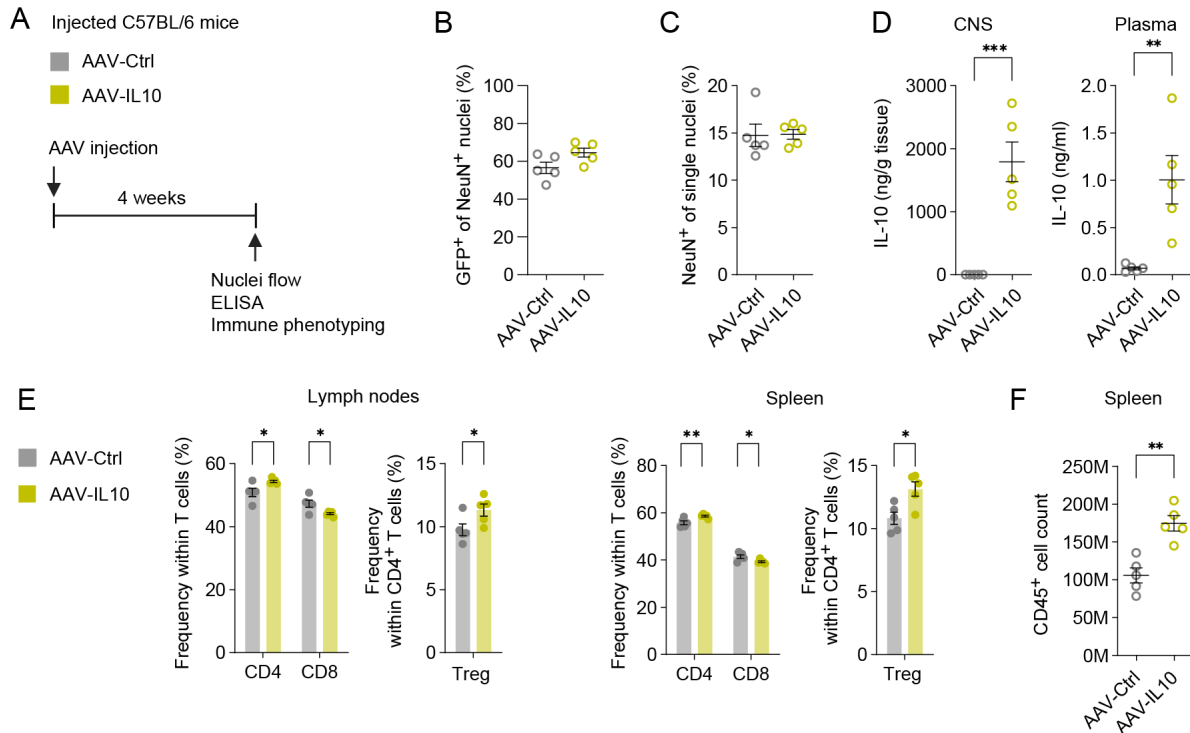 A
Injected C57BL/6 mice
AAV-Ctrl
AAV-IL10
AAV injection
4 weeks
Nuclei flow
ELISA
Immune phenotyping
B
GFP⁺ of NeuN⁺ nuclei (%)
100
80
60
40
20
0
AAV-Ctrl
AAV-IL10
C
NeuN⁺ of single nuclei (%)
25
20
15
10
5
0
AAV-Ctrl
AAV-IL10
D
CNS
***
IL-10 (ng/g tissue)
3000
2000
1000
0
AAV-Ctrl
AAV-IL10
Plasma
**
IL-10 (ng/ml)
2.0
1.5
1.0
0.5
0.0
AAV-Ctrl
AAV-IL10
E
AAV-Ctrl
AAV-IL10
Lymph nodes
Frequency within T cells (%)
60
40
20
0
*
*
CD4
CD8
Frequency
within CD4⁺ T cells (%)
15
10
5
0
*
Treg
Spleen
Frequency within T cells (%)
80
60
40
20
0
**
*
CD4
CD8
Frequency
within CD4⁺ T cells (%)
15
10
5
0
*
Treg
F
Spleen
**
CD45⁺ cell count
250M
200M
150M
100M
50M
0M
AAV-Ctrl
AAV-IL10